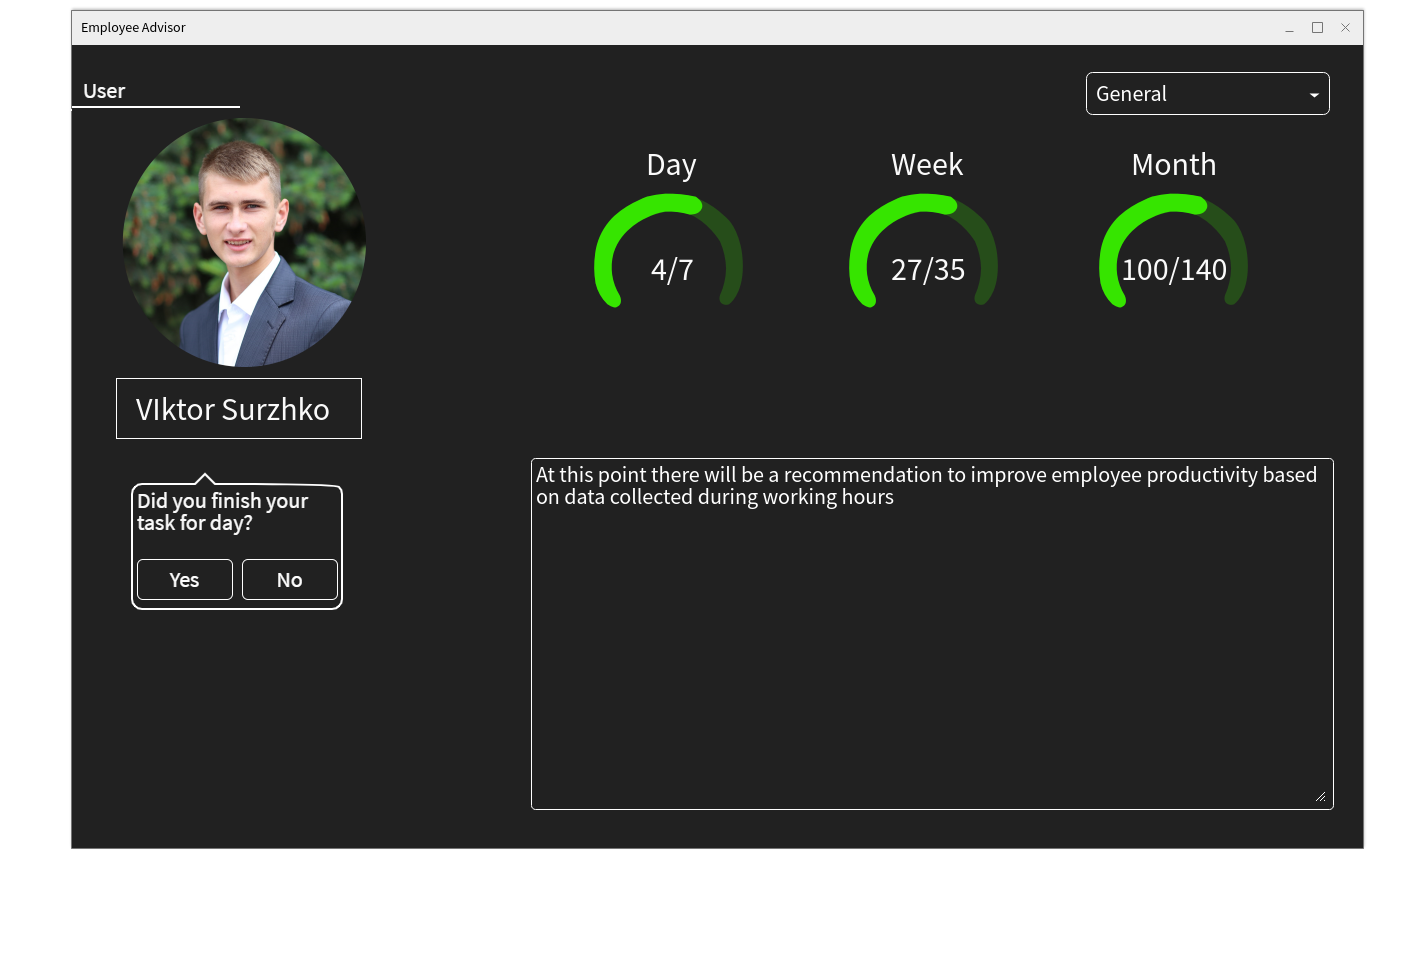 Employee Advisor
User
General
Day
Week
Month
4/7
27/35
100/140
VIktor Surzhko
Did you finish your
task for day?
Yes
No
At this point there will be a recommendation to improve employee productivity based
on data collected during working hours